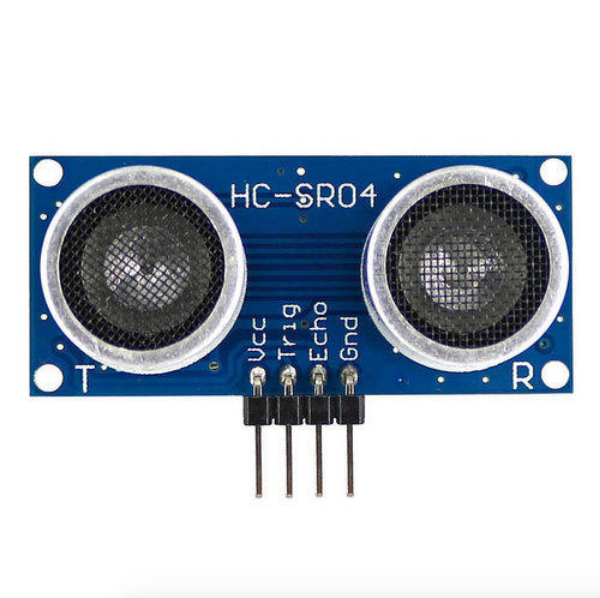 HC-SR04
Vcc
Trig
Echo
Gnd
T
R